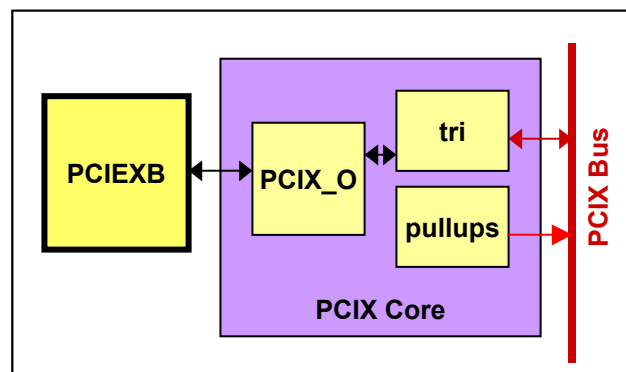 PCIEXB
PCIX_O
tri
pullups
PCIX Core
PCIX Bus